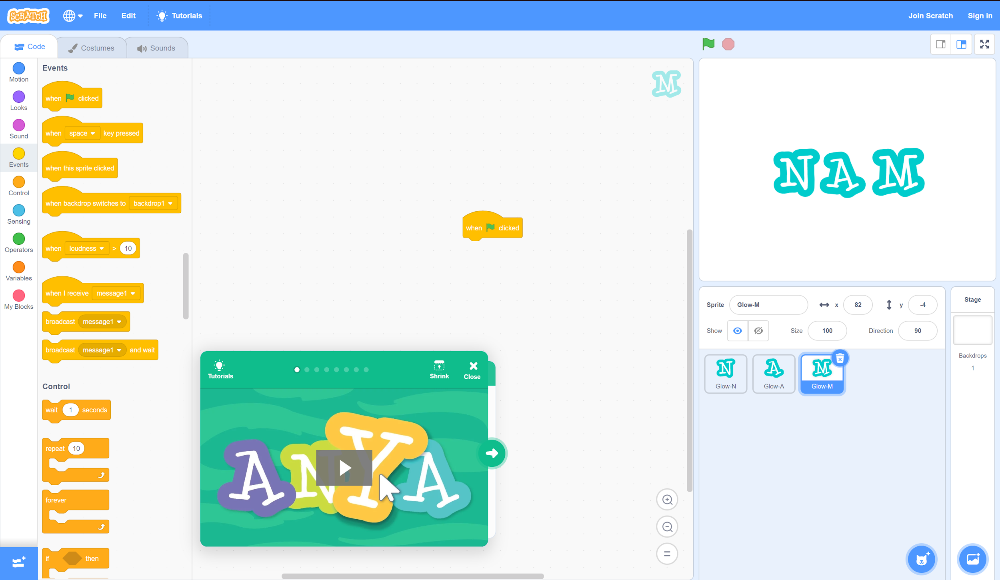 SCRATCH File Edit Tutorials Join Scratch Sign in
Code Costumes Sounds
Motion
Looks
Sound
Events
Control
Sensing
Operators
Variables
My Blocks
Events
when clicked
when space key pressed
when this sprite clicked
when backdrop switches to backdrop1
when loudness > 10
when I receive message1
broadcast message1
broadcast message1 and wait
Control
wait 1 seconds
repeat 10
forever
if then
M
when clicked
Tutorials Shrink Close
ANYA
NAM
Sprite Glow-M x 82 y -4
Show Size 100 Direction 90
N A M
Glow-N Glow-A Glow-M
Stage
Backdrops
1